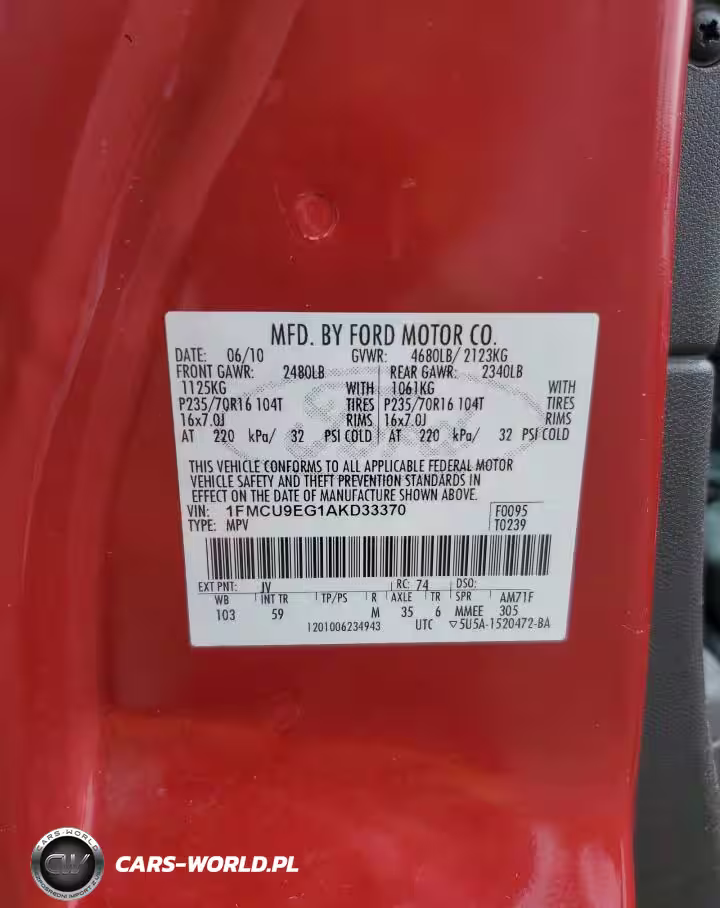 MFD. BY FORD MOTOR CO.
DATE: 06/10 GVWR: 4680LB/ 2123KG
FRONT GAWR: 2480LB REAR GAWR: 2340LB
1125KG WITH 1061KG WITH
P235/70R16 104T TIRES P235/70R16 104T TIRES
16x7.0J RIMS 16x7.0J RIMS
AT 220 kPa/ 32 PSI COLD AT 220 kPa/ 32 PSI COLD
THIS VEHICLE CONFORMS TO ALL APPLICABLE FEDERAL MOTOR
VEHICLE SAFETY AND THEFT PREVENTION STANDARDS IN
EFFECT ON THE DATE OF MANUFACTURE SHOWN ABOVE.
VIN: 1FMCU9EG1AKD33370 F0095
TYPE: MPV T0239
EXT PNT: JV RC: 74 DSO:
WB INT TR TP/PS R AXLE TR SPR AM71F
103 59 M 35 6 MMEE 305
1201006234943 UTC ▽5U5A-1520472-BA
CARS-WORLD
CW
CARS-WORLD.PL